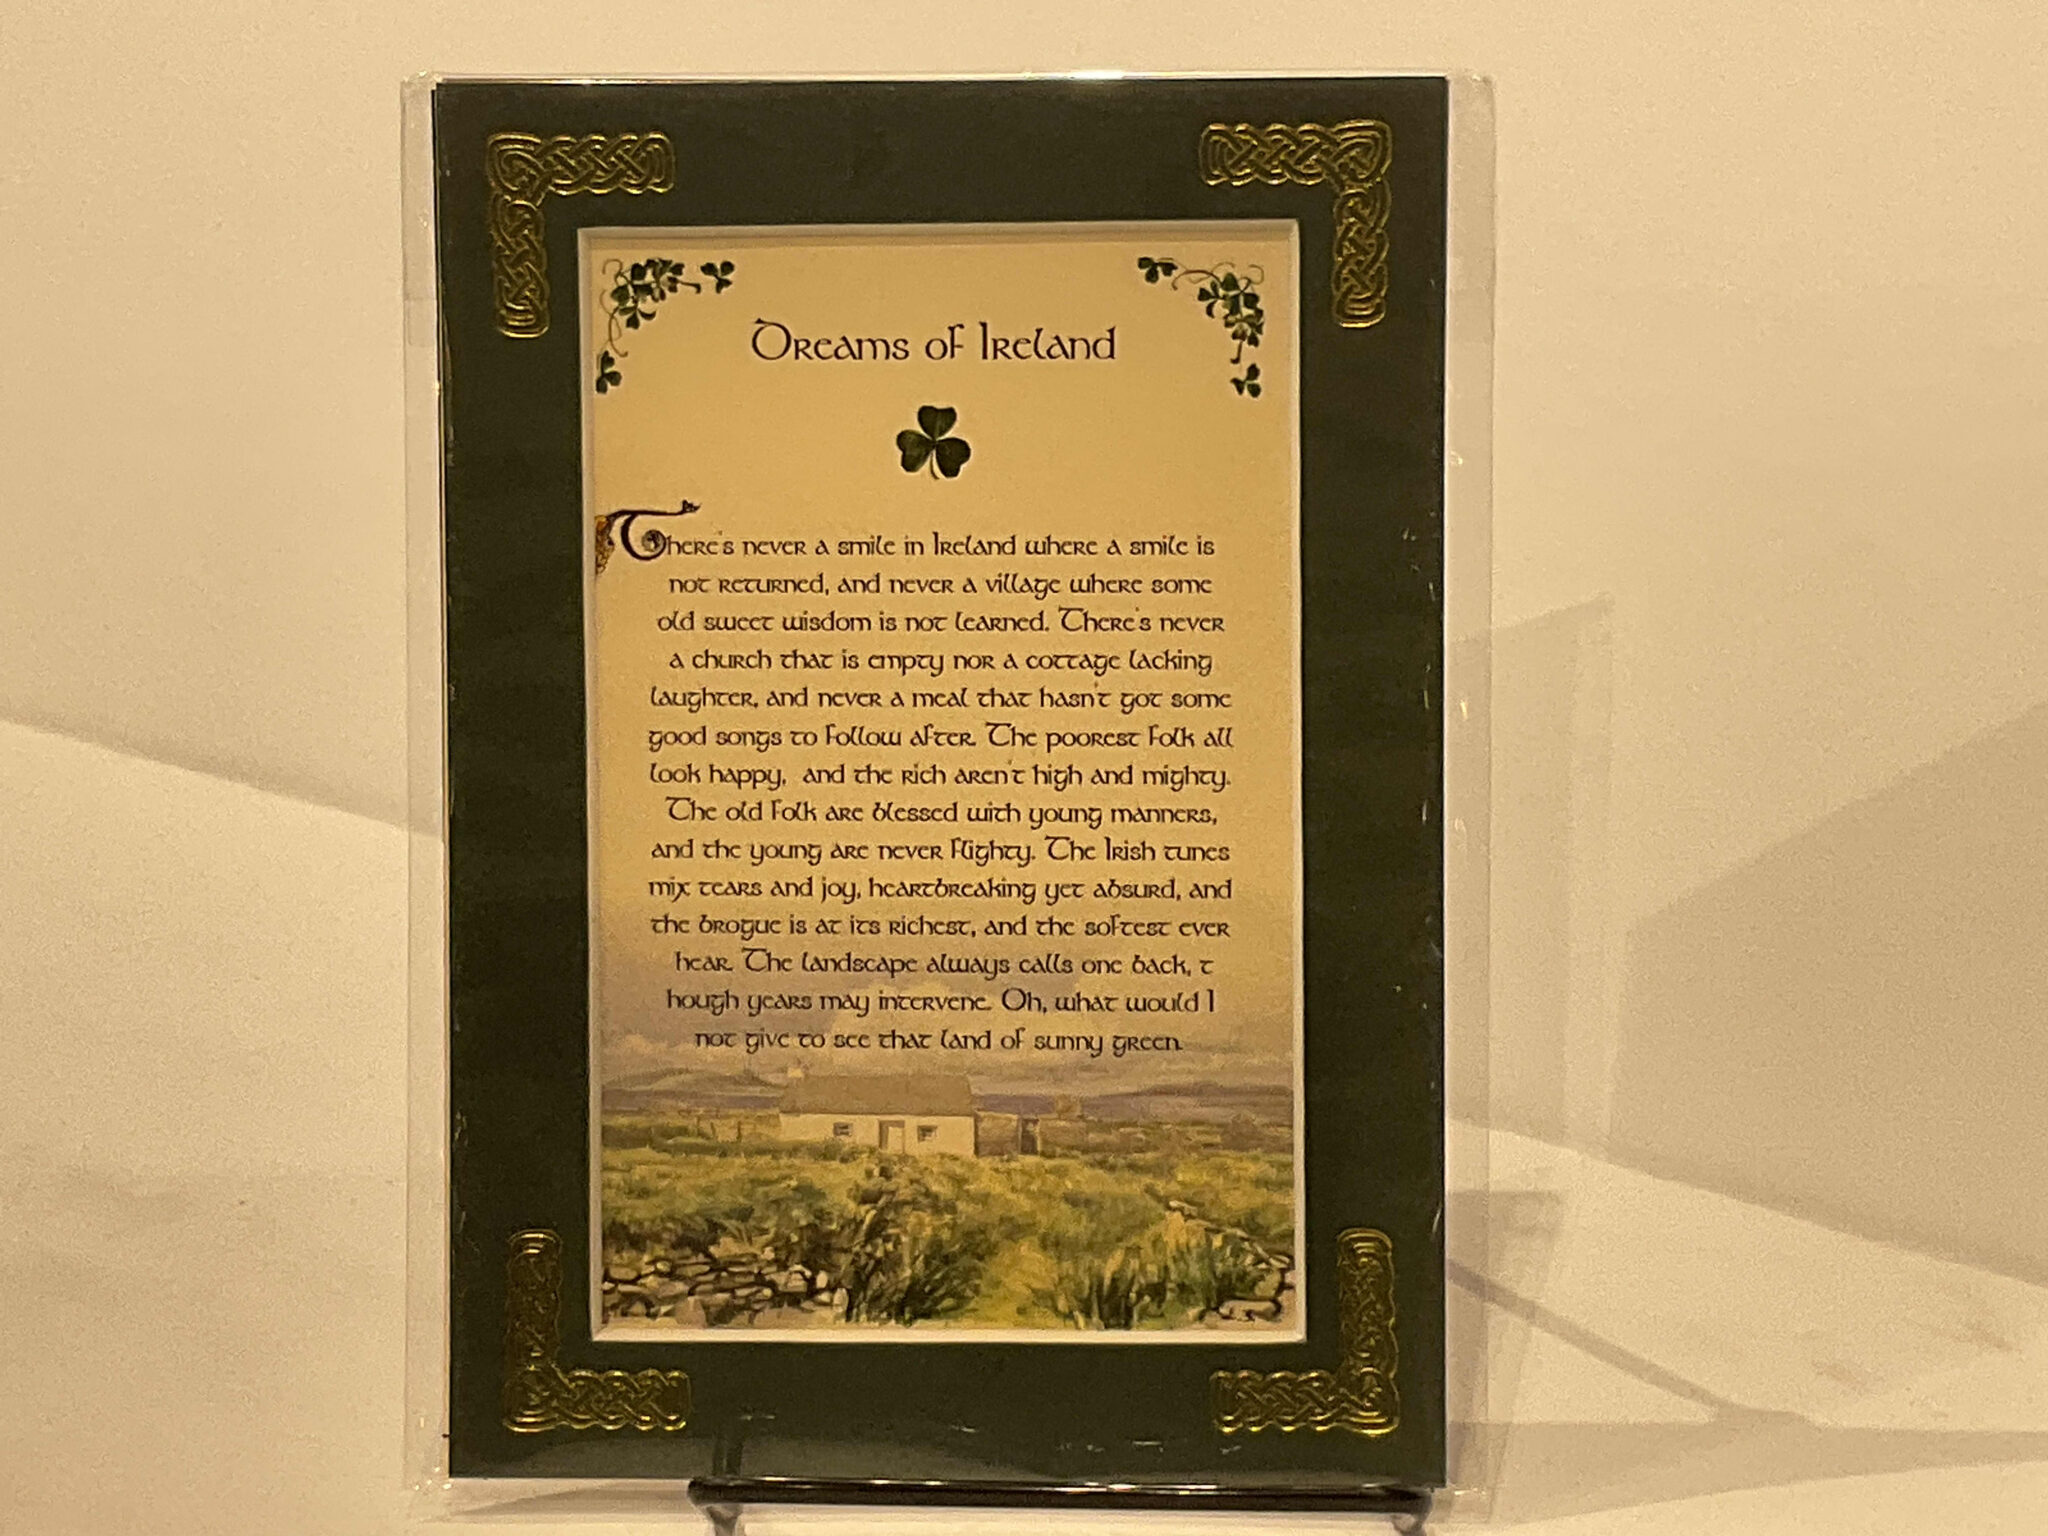 Dreams of Ireland
There's never a smile in Ireland where a smile is
not returned, and never a village where some
old sweet wisdom is not learned. There's never
a church that is empty nor a cottage lacking
laughter, and never a meal that hasn't got some
good songs to follow after. The poorest folk all
look happy, and the rich aren't high and mighty.
The old folk are blessed with young manners,
and the young are never flighty. The Irish tunes
mix tears and joy, heartbreaking yet absurd, and
the brogue is at its richest, and the softest ever
hear. The landscape always calls one back, t
hough years may intervene. Oh, what would I
not give to see that land of sunny green.